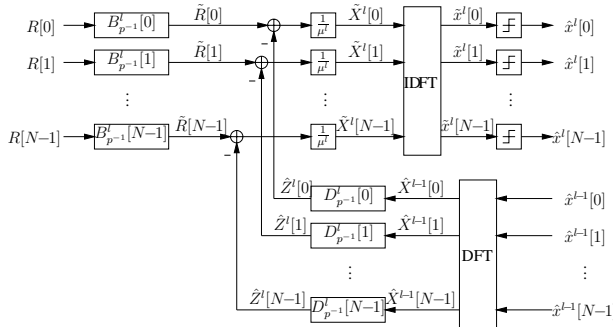 R[0] B^l_{p^{-1}}[0] R̃[0] 1/μ^l X̃^l[0] x̃^l[0] x̂^l[0]
R[1] B^l_{p^{-1}}[1] R̃[1] 1/μ^l X̃^l[1] x̃^l[1] x̂^l[1]
⋮ ⋮ IDFT ⋮ ⋮
R[N−1] B^l_{p^{-1}}[N−1] R̃[N−1] 1/μ^l X̃^l[N−1] x̃^l[N−1] x̂^l[N−1]
Ẑ^l[0] D^l_{p^{-1}}[0] X̂^{l−1}[0] x̂^{l−1}[0]
Ẑ^l[1] D^l_{p^{-1}}[1] X̂^{l−1}[1] DFT x̂^{l−1}[1]
⋮ ⋮
Ẑ^l[N−1] D^l_{p^{-1}}[N−1] X̂^{l−1}[N−1] x̂^{l−1}[N−1